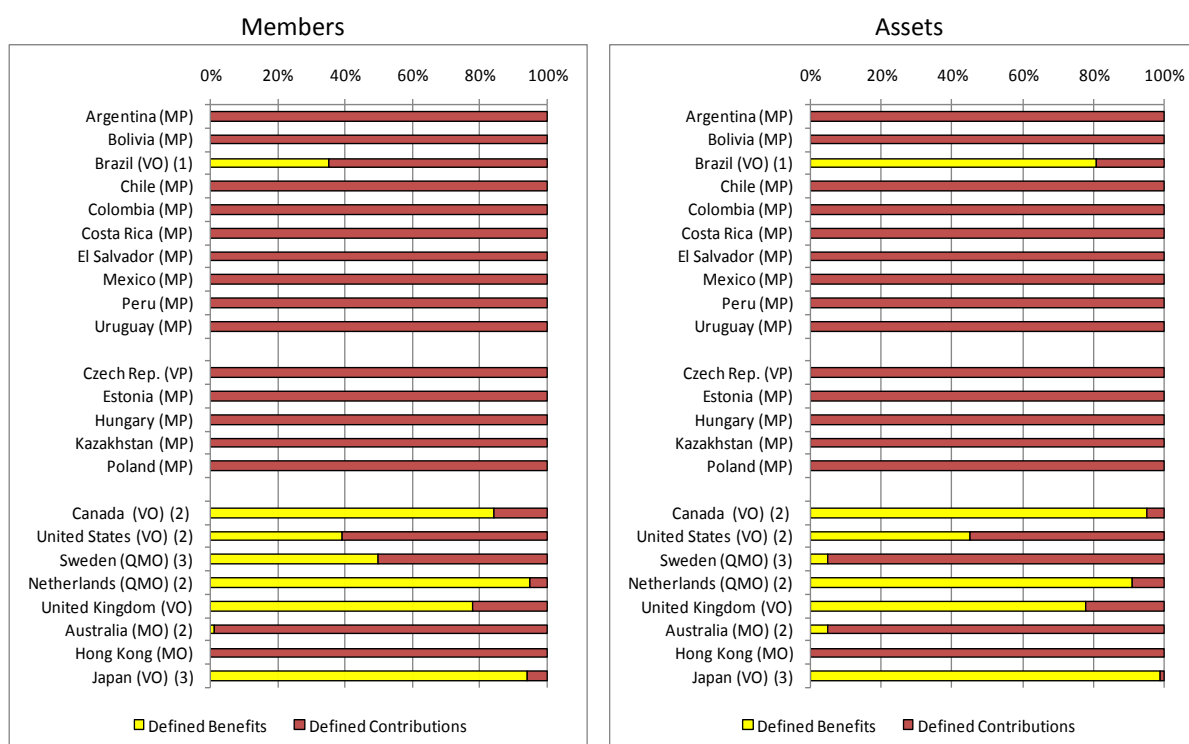 Members
0% 20% 40% 60% 80% 100%
Argentina (MP)
Bolivia (MP)
Brazil (VO) (1)
Chile (MP)
Colombia (MP)
Costa Rica (MP)
El Salvador (MP)
Mexico (MP)
Peru (MP)
Uruguay (MP)
Czech Rep. (VP)
Estonia (MP)
Hungary (MP)
Kazakhstan (MP)
Poland (MP)
Canada (VO) (2)
United States (VO) (2)
Sweden (QMO) (3)
Netherlands (QMO) (2)
United Kingdom (VO)
Australia (MO) (2)
Hong Kong (MO)
Japan (VO) (3)
Defined Benefits Defined Contributions
Assets
0% 20% 40% 60% 80% 100%
Argentina (MP)
Bolivia (MP)
Brazil (VO) (1)
Chile (MP)
Colombia (MP)
Costa Rica (MP)
El Salvador (MP)
Mexico (MP)
Peru (MP)
Uruguay (MP)
Czech Rep. (VP)
Estonia (MP)
Hungary (MP)
Kazakhstan (MP)
Poland (MP)
Canada (VO) (2)
United States (VO) (2)
Sweden (QMO) (3)
Netherlands (QMO) (2)
United Kingdom (VO)
Australia (MO) (2)
Hong Kong (MO)
Japan (VO) (3)
Defined Benefits Defined Contributions